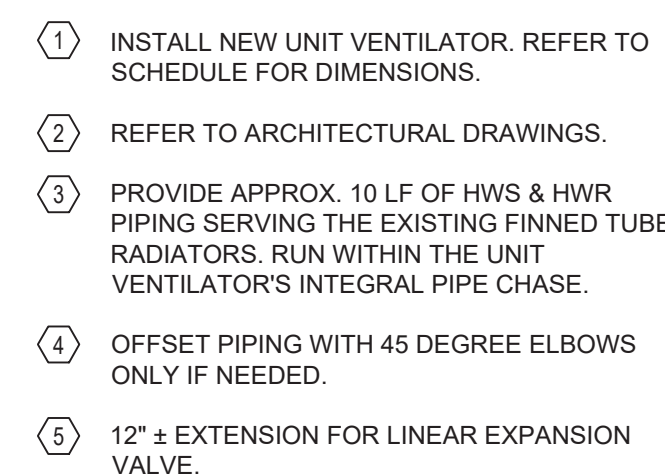 1 INSTALL NEW UNIT VENTILATOR. REFER TO
SCHEDULE FOR DIMENSIONS.
2 REFER TO ARCHITECTURAL DRAWINGS.
3 PROVIDE APPROX. 10 LF OF HWS & HWR
PIPING SERVING THE EXISTING FINNED TUBE
RADIATORS. RUN WITHIN THE UNIT
VENTILATOR'S INTEGRAL PIPE CHASE.
4 OFFSET PIPING WITH 45 DEGREE ELBOWS
ONLY IF NEEDED.
5 12" ± EXTENSION FOR LINEAR EXPANSION
VALVE.